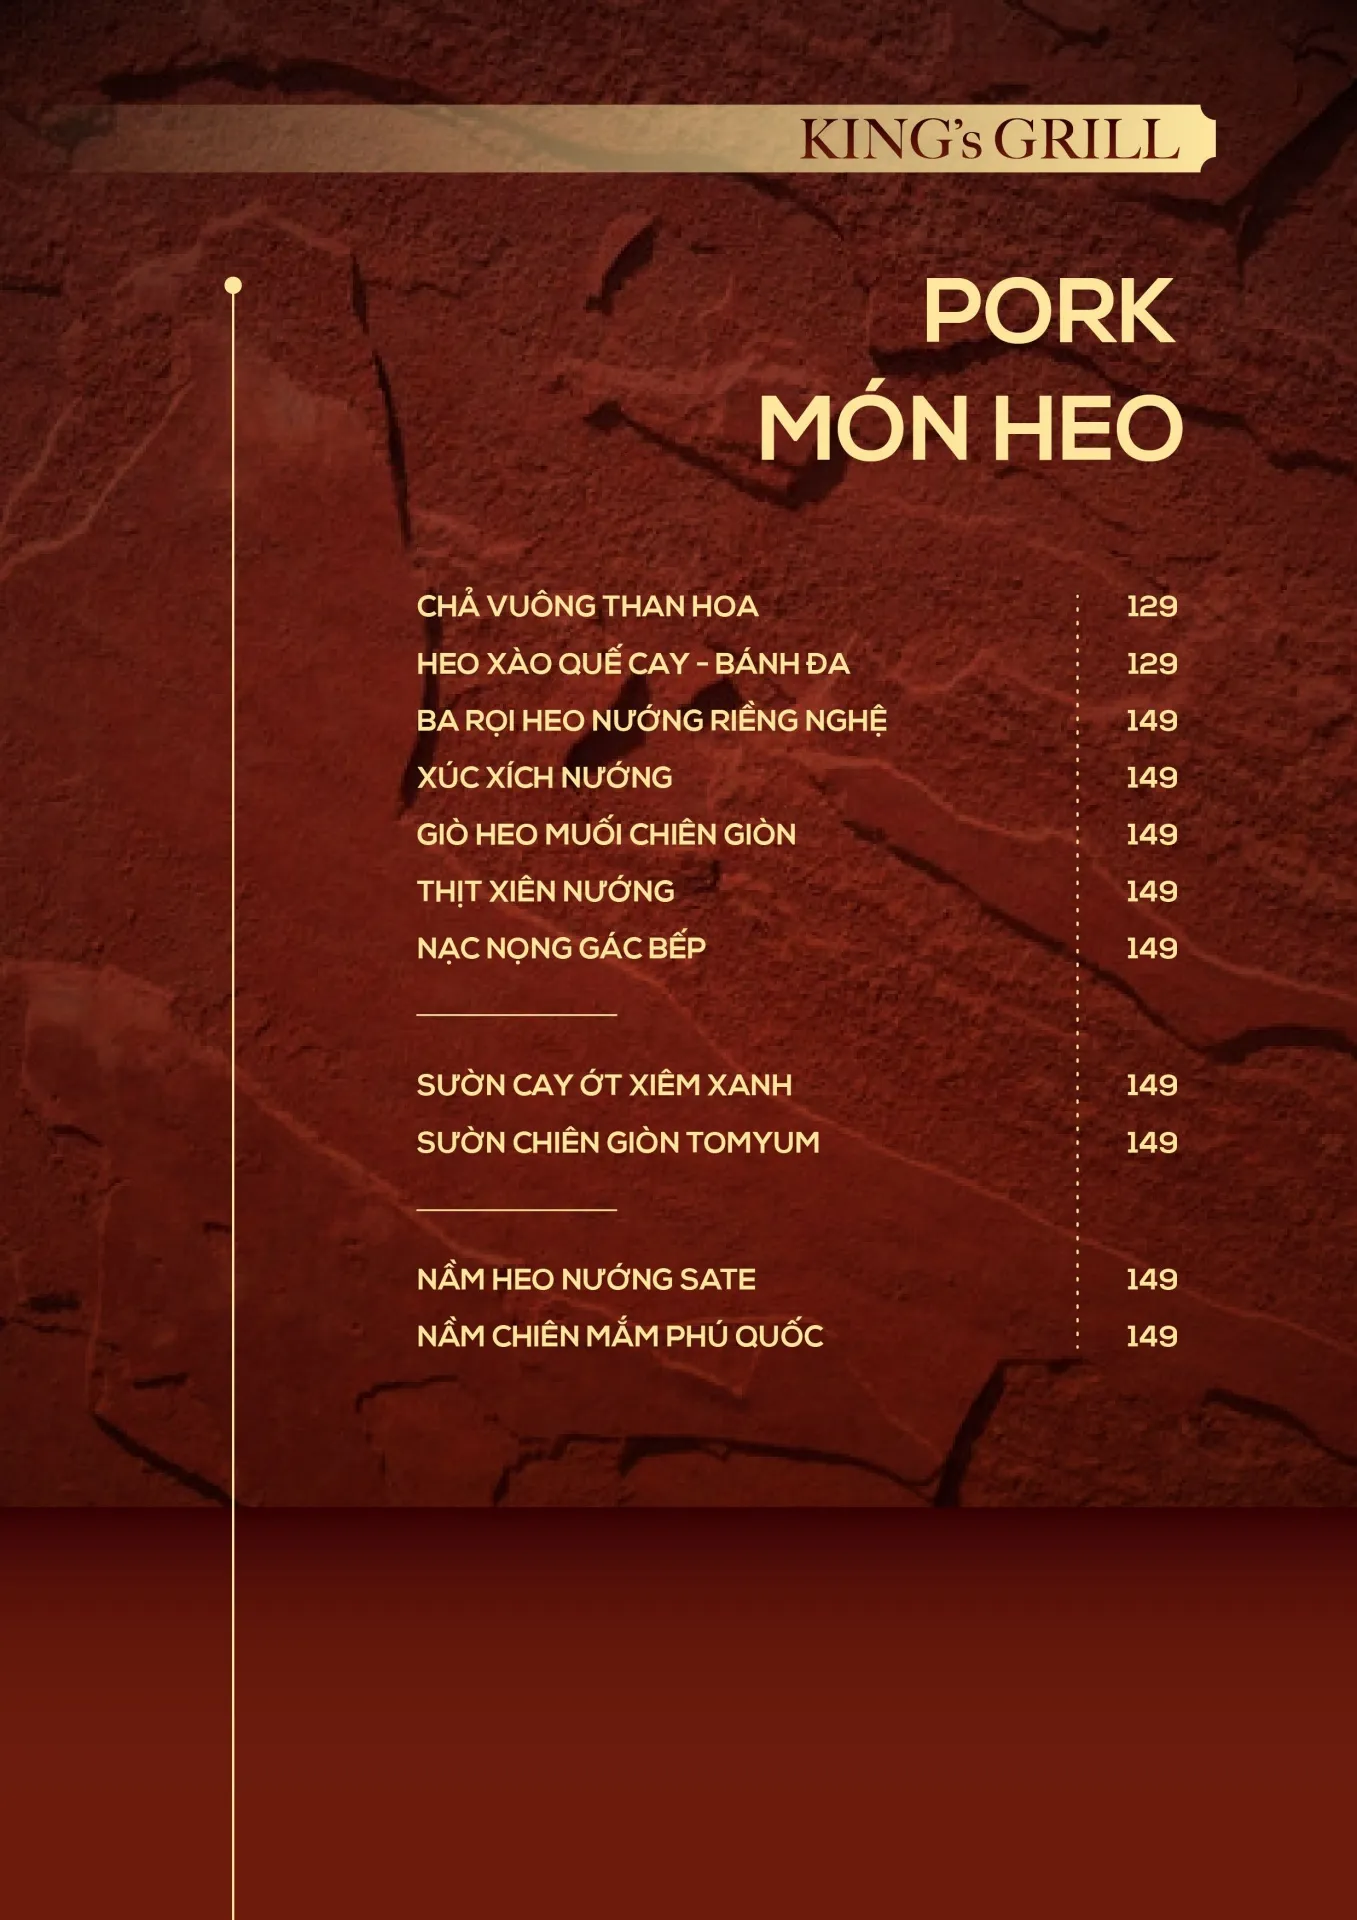 KING's GRILL
PORK
MÓN HEO
CHẢ VUÔNG THAN HOA 129
HEO XÀO QUẾ CAY - BÁNH ĐA 129
BA RỌI HEO NƯỚNG RIỀNG NGHỆ 149
XÚC XÍCH NƯỚNG 149
GIÒ HEO MUỐI CHIÊN GIÒN 149
THỊT XIÊN NƯỚNG 149
NẠC NỌNG GÁC BẾP 149
SƯỜN CAY ỚT XIÊM XANH 149
SƯỜN CHIÊN GIÒN TOMYUM 149
NẦM HEO NƯỚNG SATE 149
NẦM CHIÊN MẮM PHÚ QUỐC 149